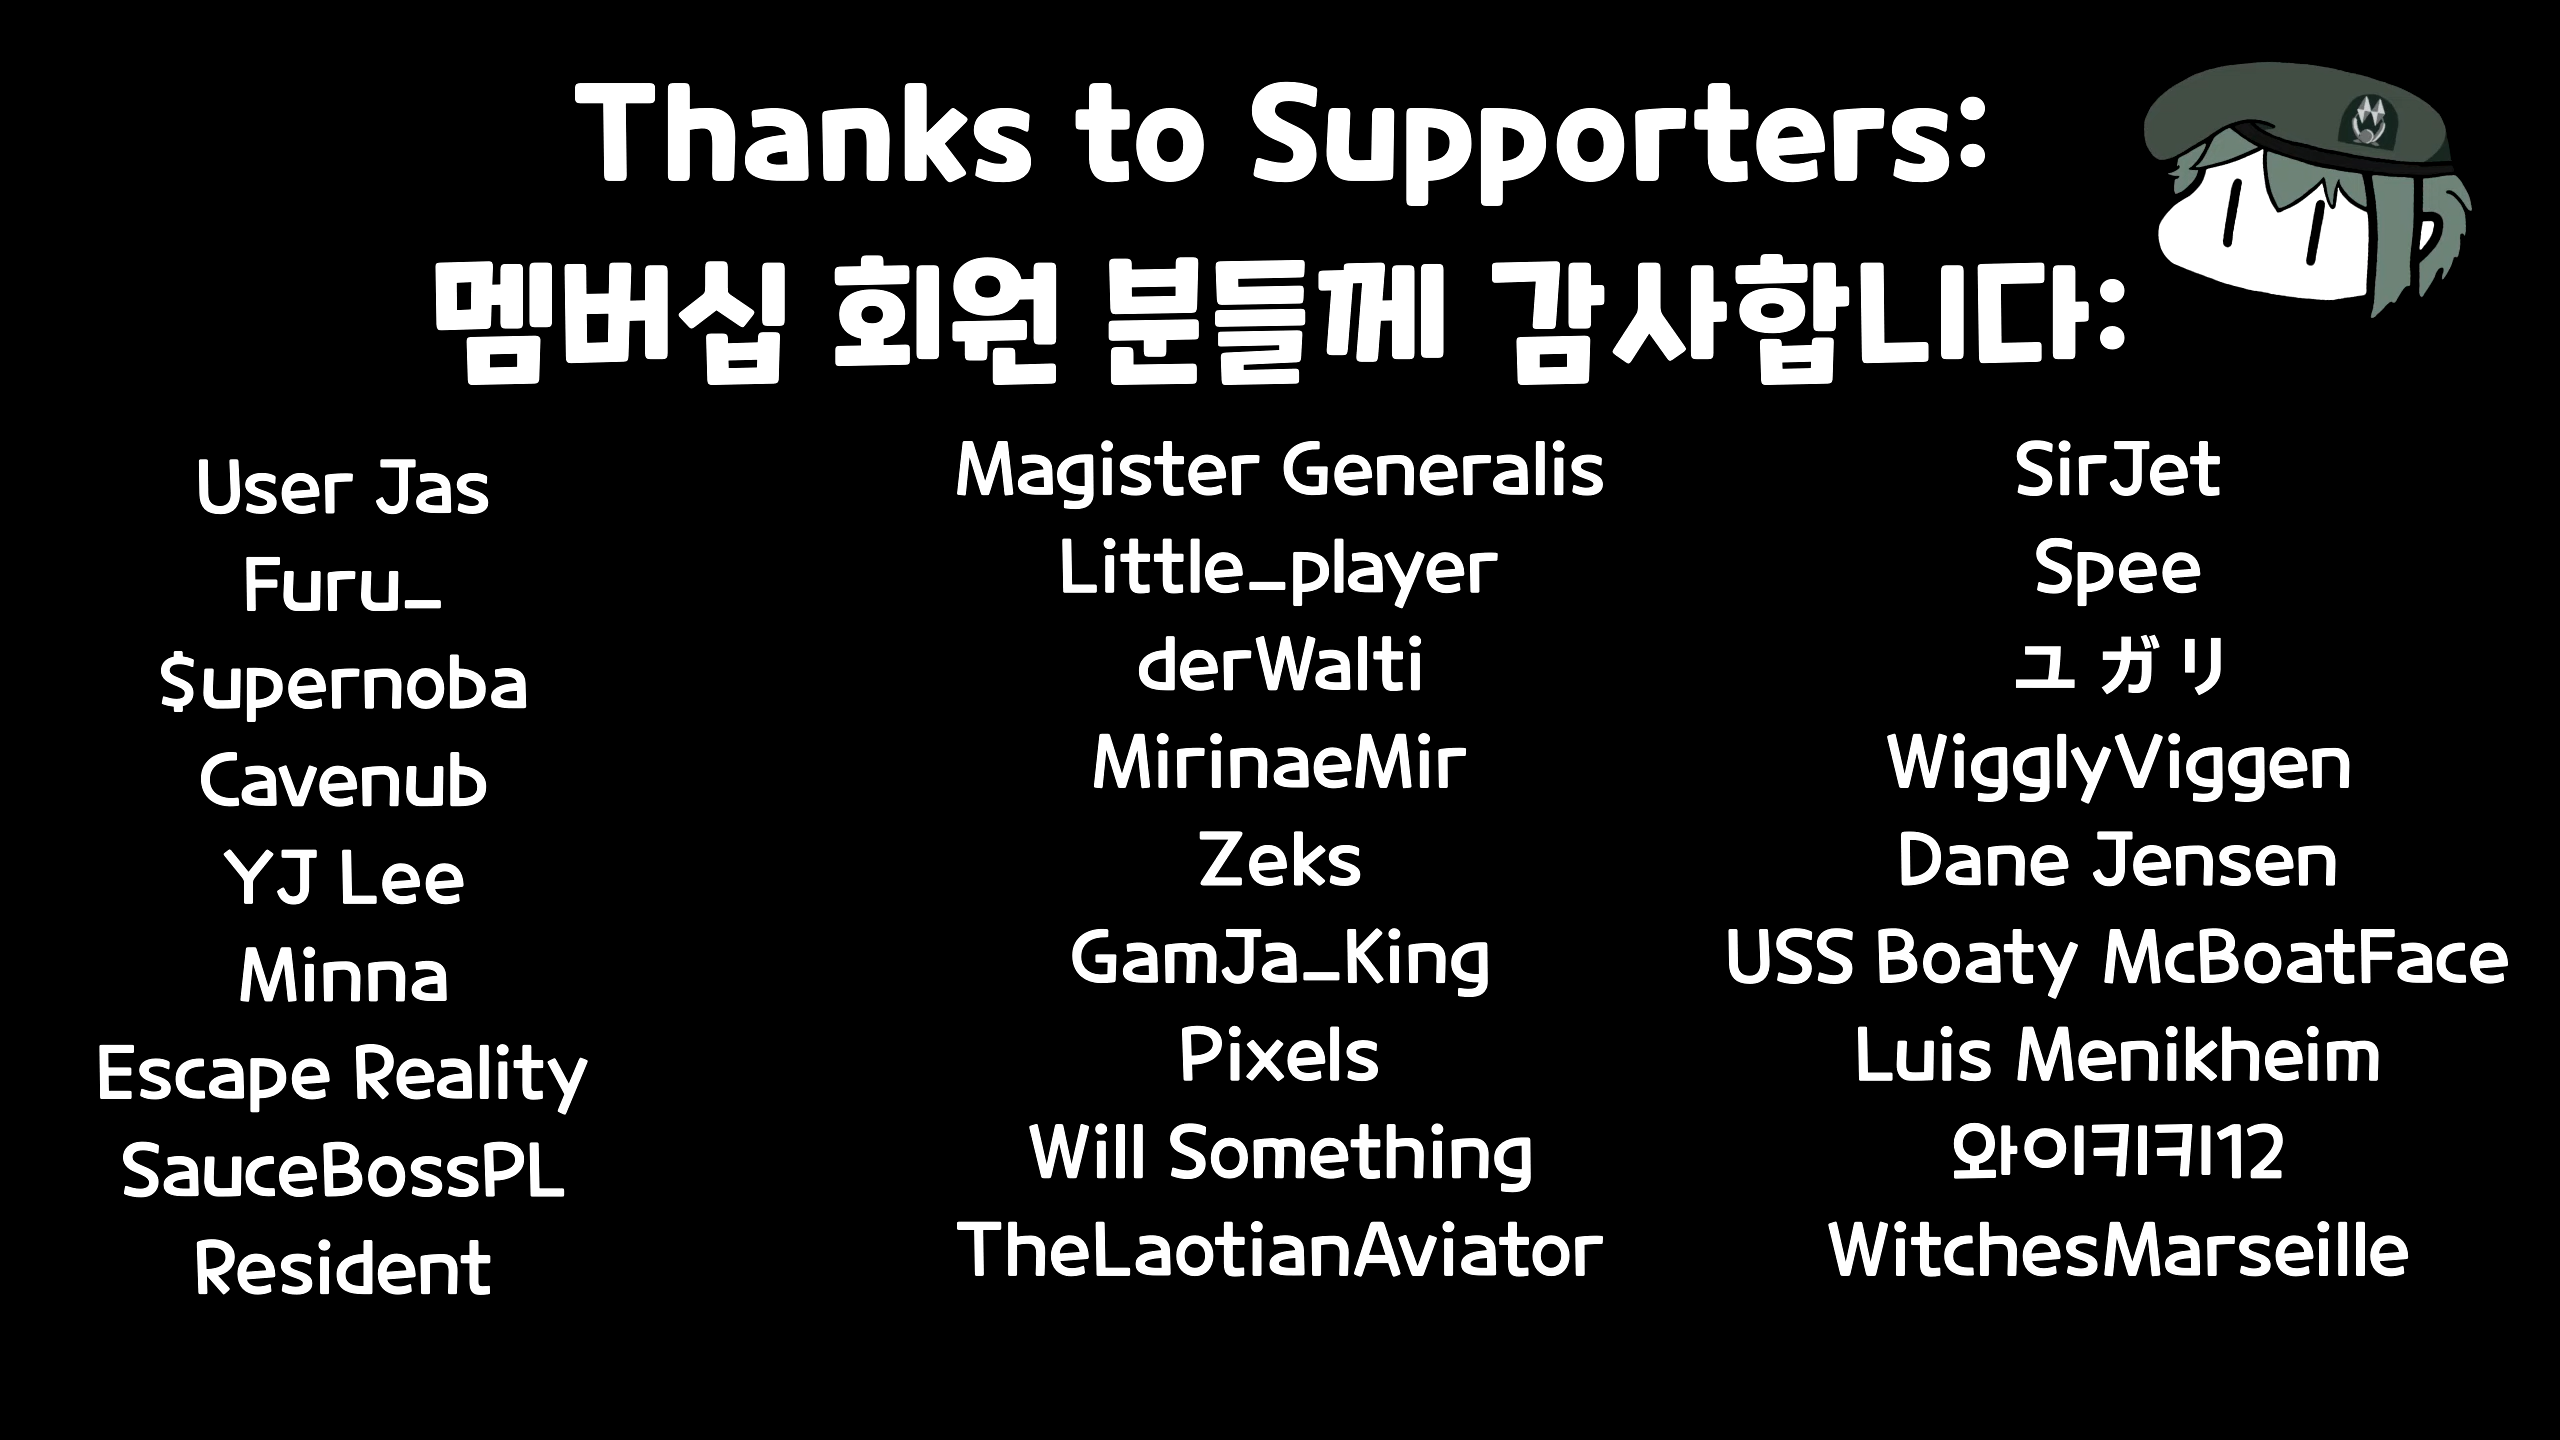 Thanks to Supporters:
멤버십 회원 분들께 감사합니다:
User Jas
Furu_
$upernoba
Cavenub
YJ Lee
Minna
Escape Reality
SauceBossPL
Resident
Magister Generalis
Little_player
derWalti
MirinaeMir
Zeks
GamJa_King
Pixels
Will Something
TheLaotianAviator
SirJet
Spee
ユガリ
WigglyViggen
Dane Jensen
USS Boaty McBoatFace
Luis Menikheim
와이키키12
WitchesMarseille